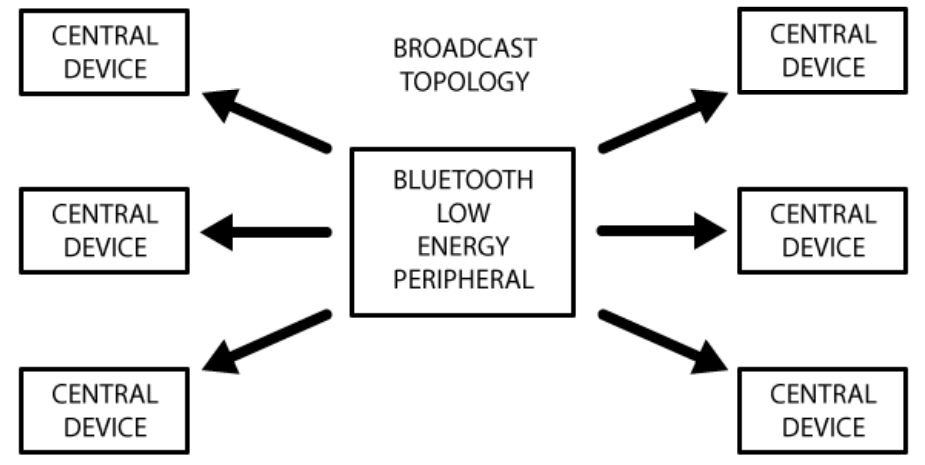 CENTRAL
DEVICE
BROADCAST
TOPOLOGY
CENTRAL
DEVICE
CENTRAL
DEVICE
BLUETOOTH
LOW
ENERGY
PERIPHERAL
CENTRAL
DEVICE
CENTRAL
DEVICE
CENTRAL
DEVICE